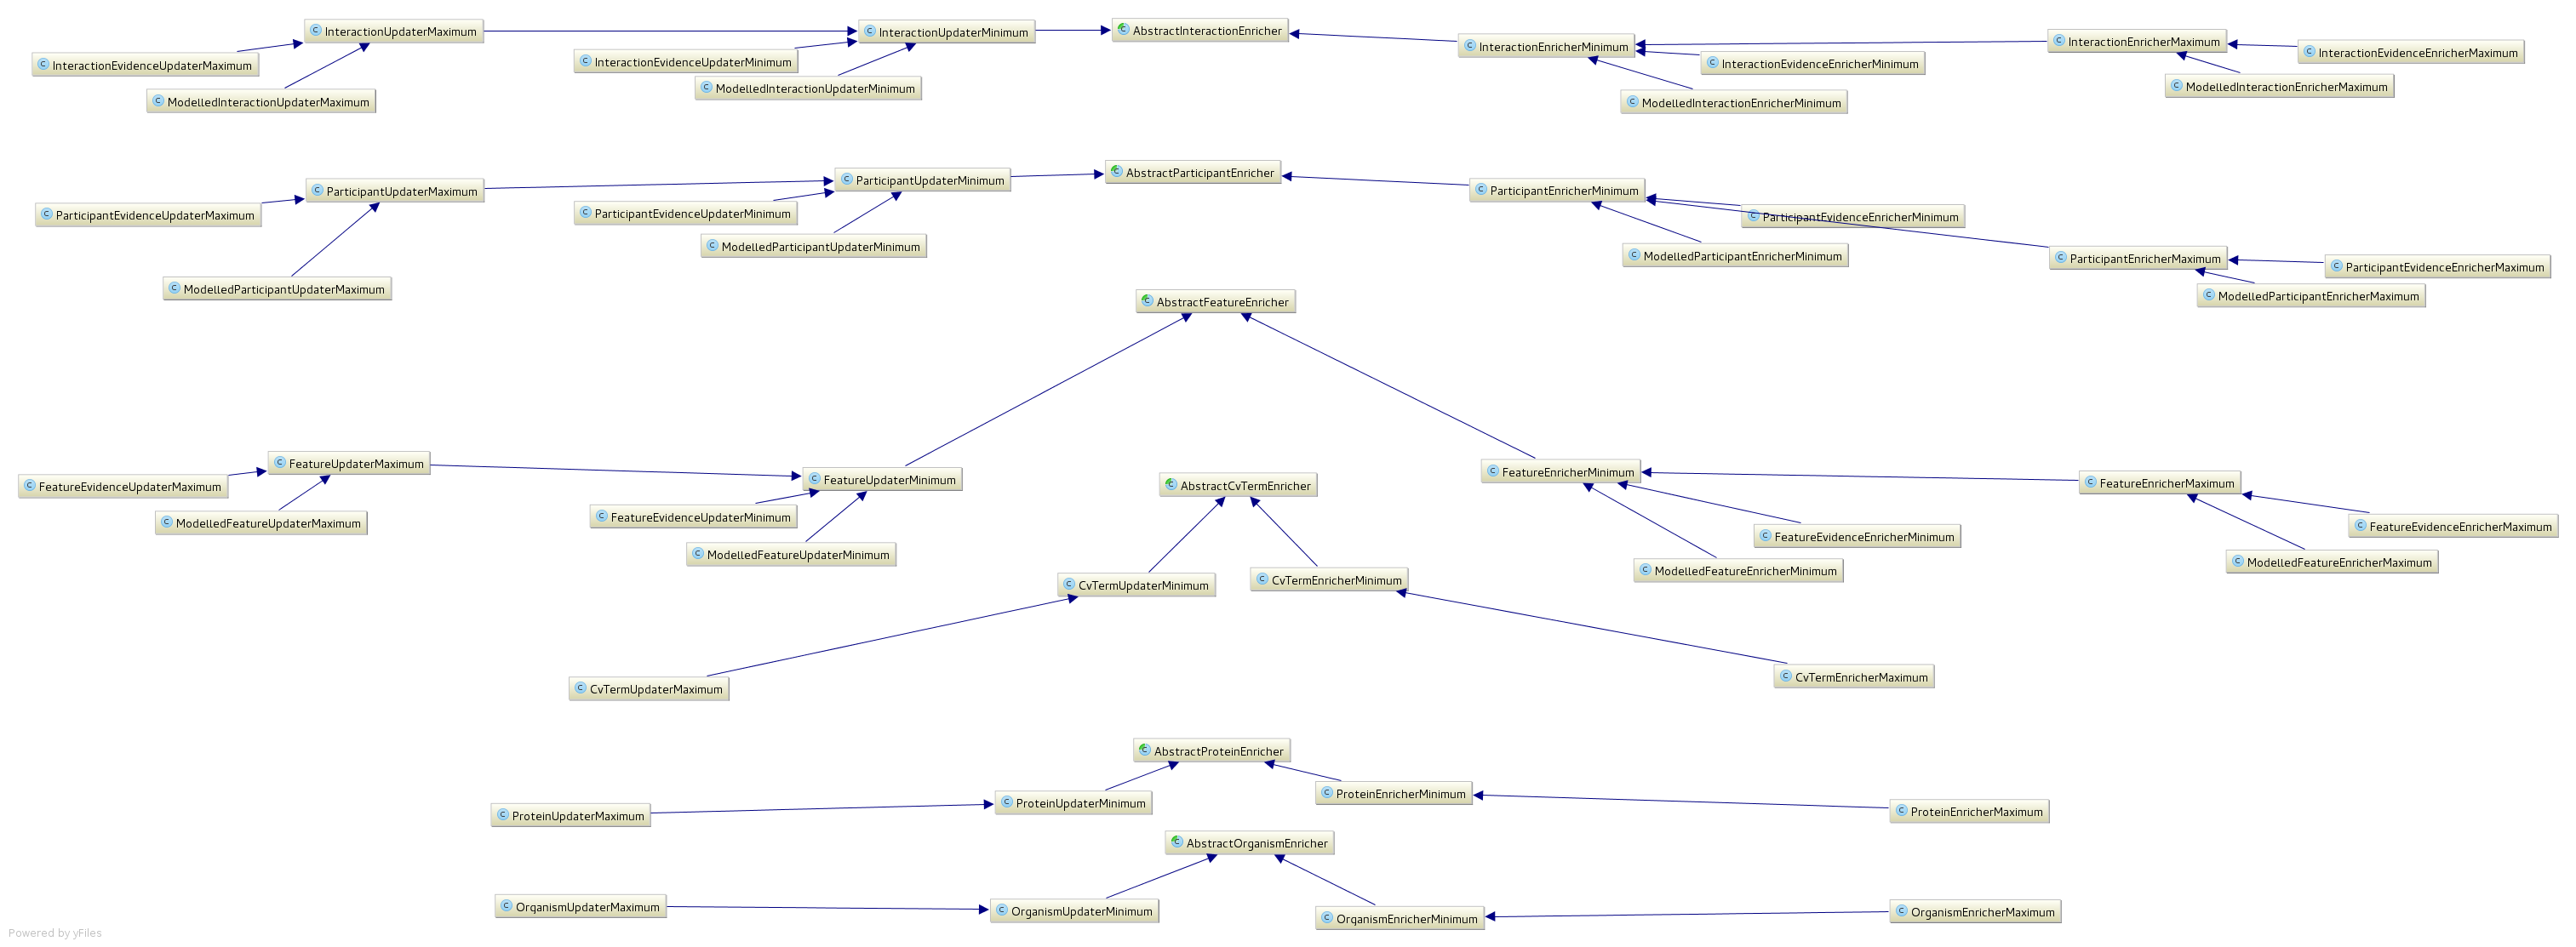 AbstractInteractionEnricher
InteractionUpdaterMaximum
InteractionUpdaterMinimum
InteractionEnricherMinimum
InteractionEnricherMaximum
InteractionEvidenceUpdaterMaximum
InteractionEvidenceUpdaterMinimum
InteractionEvidenceEnricherMinimum
InteractionEvidenceEnricherMaximum
ModelledInteractionUpdaterMaximum
ModelledInteractionUpdaterMinimum
ModelledInteractionEnricherMinimum
ModelledInteractionEnricherMaximum
AbstractParticipantEnricher
ParticipantUpdaterMaximum
ParticipantUpdaterMinimum
ParticipantEnricherMinimum
ParticipantEvidenceUpdaterMaximum
ParticipantEvidenceUpdaterMinimum
ParticipantEvidenceEnricherMinimum
ModelledParticipantUpdaterMinimum
ModelledParticipantEnricherMinimum
ParticipantEnricherMaximum
ParticipantEvidenceEnricherMaximum
ModelledParticipantUpdaterMaximum
ModelledParticipantEnricherMaximum
AbstractFeatureEnricher
FeatureUpdaterMaximum
FeatureUpdaterMinimum
FeatureEnricherMinimum
FeatureEnricherMaximum
FeatureEvidenceUpdaterMaximum
AbstractCvTermEnricher
FeatureEvidenceUpdaterMinimum
ModelledFeatureUpdaterMaximum
FeatureEvidenceEnricherMinimum
FeatureEvidenceEnricherMaximum
ModelledFeatureUpdaterMinimum
ModelledFeatureEnricherMinimum
ModelledFeatureEnricherMaximum
CvTermUpdaterMinimum
CvTermEnricherMinimum
CvTermUpdaterMaximum
CvTermEnricherMaximum
AbstractProteinEnricher
ProteinUpdaterMaximum
ProteinUpdaterMinimum
ProteinEnricherMinimum
ProteinEnricherMaximum
AbstractOrganismEnricher
OrganismUpdaterMaximum
OrganismUpdaterMinimum
OrganismEnricherMinimum
OrganismEnricherMaximum
Powered by yFiles